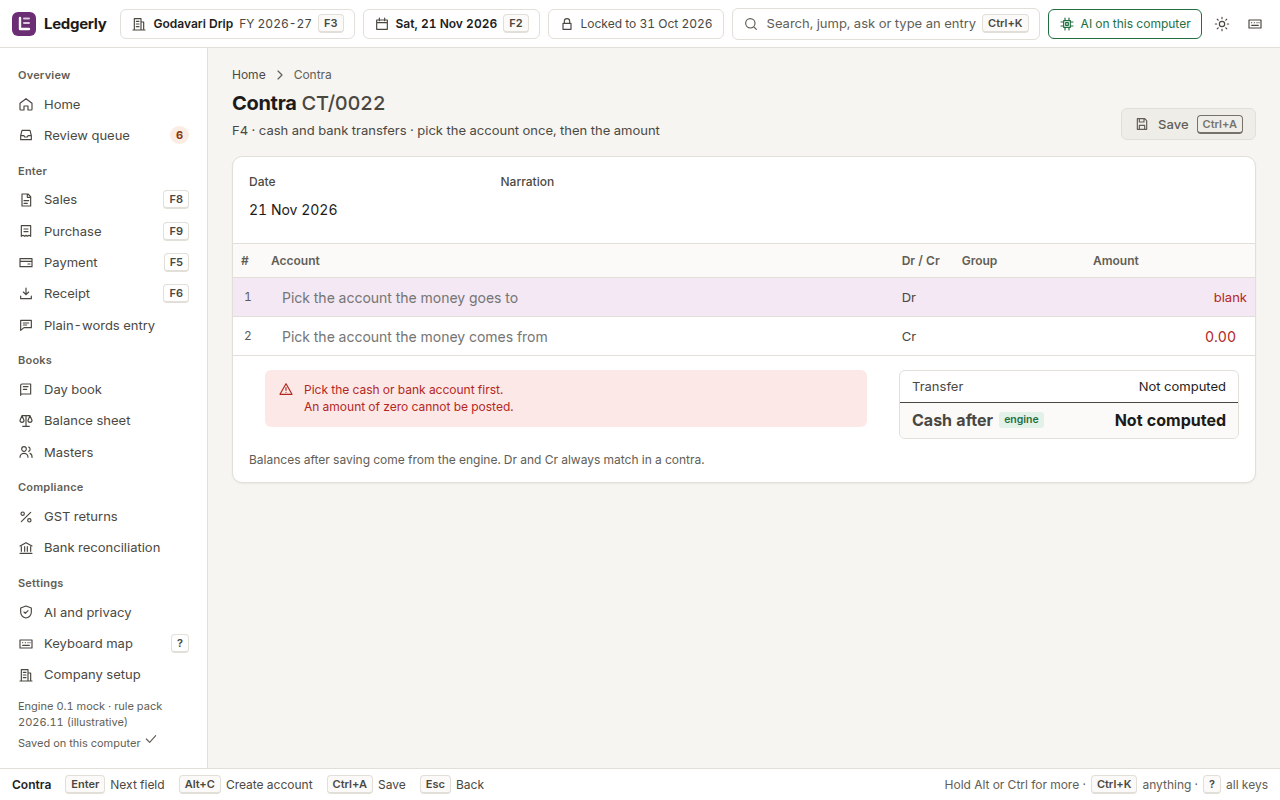 Ledgerly
Godavari Drip FY 2026-27 F3
Sat, 21 Nov 2026 F2
Locked to 31 Oct 2026
Search, jump, ask or type an entry Ctrl+K
AI on this computer
Overview
Home
Review queue 6
Enter
Sales F8
Purchase F9
Payment F5
Receipt F6
Plain-words entry
Books
Day book
Balance sheet
Masters
Compliance
GST returns
Bank reconciliation
Settings
AI and privacy
Keyboard map ?
Company setup
Engine 0.1 mock · rule pack
2026.11 (illustrative)
Saved on this computer
Home > Contra
Contra CT/0022
F4 · cash and bank transfers · pick the account once, then the amount
Save Ctrl+A
Date Narration
21 Nov 2026
# Account Dr / Cr Group Amount
1 Pick the account the money goes to Dr blank
2 Pick the account the money comes from Cr 0.00
Pick the cash or bank account first.
An amount of zero cannot be posted.
Transfer Not computed
Cash after engine Not computed
Balances after saving come from the engine. Dr and Cr always match in a contra.
Contra Enter Next field Alt+C Create account Ctrl+A Save Esc Back
Hold Alt or Ctrl for more · Ctrl+K anything · ? all keys